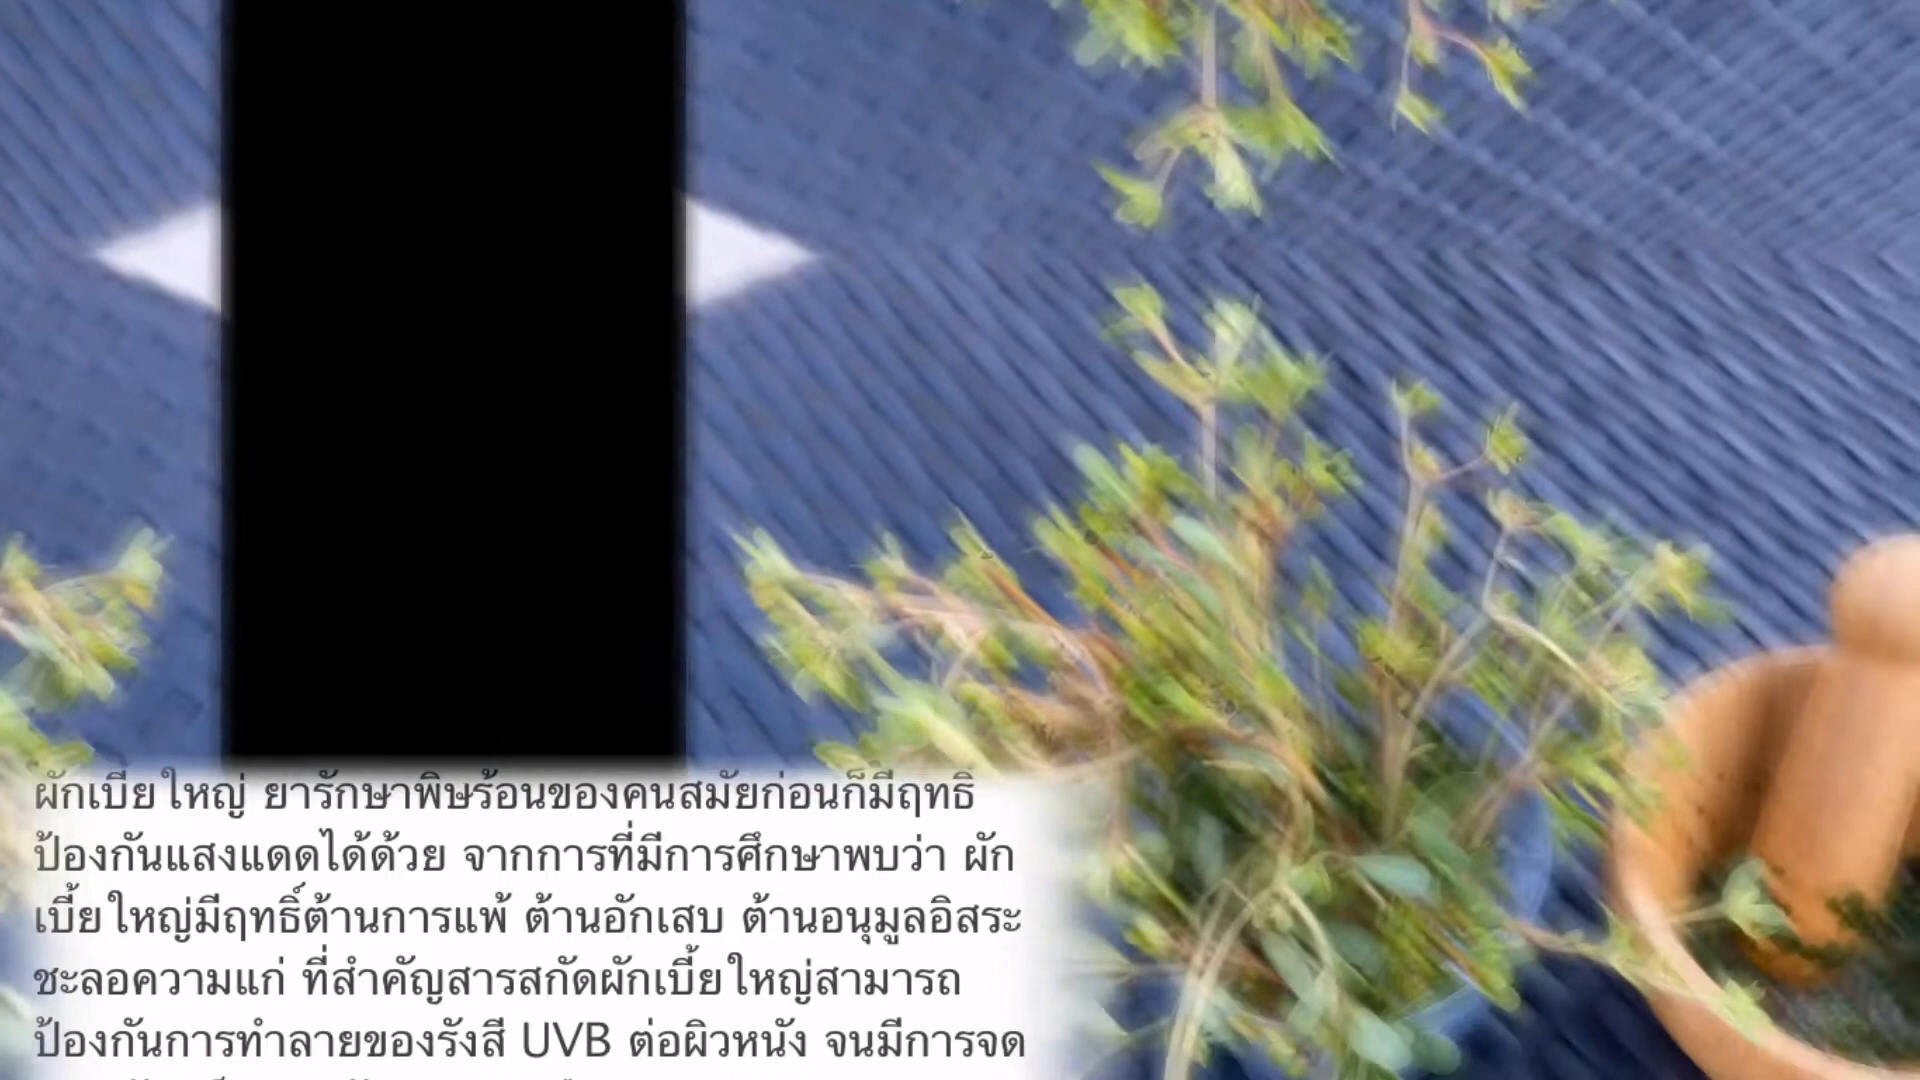 ผักเบี้ยใหญ่ ยารักษาพิษร้อนของคนสมัยก่อนก็มีฤทธิ์
ป้องกันแสงแดดได้ด้วย จากการที่มีการศึกษาพบว่า ผัก
เบี้ยใหญ่มีฤทธิ์ต้านการแพ้ ต้านอักเสบ ต้านอนุมูลอิสระ
ชะลอความแก่ ที่สำคัญสารสกัดผักเบี้ยใหญ่สามารถ
ป้องกันการทำลายของรังสี UVB ต่อผิวหนัง จนมีการจด